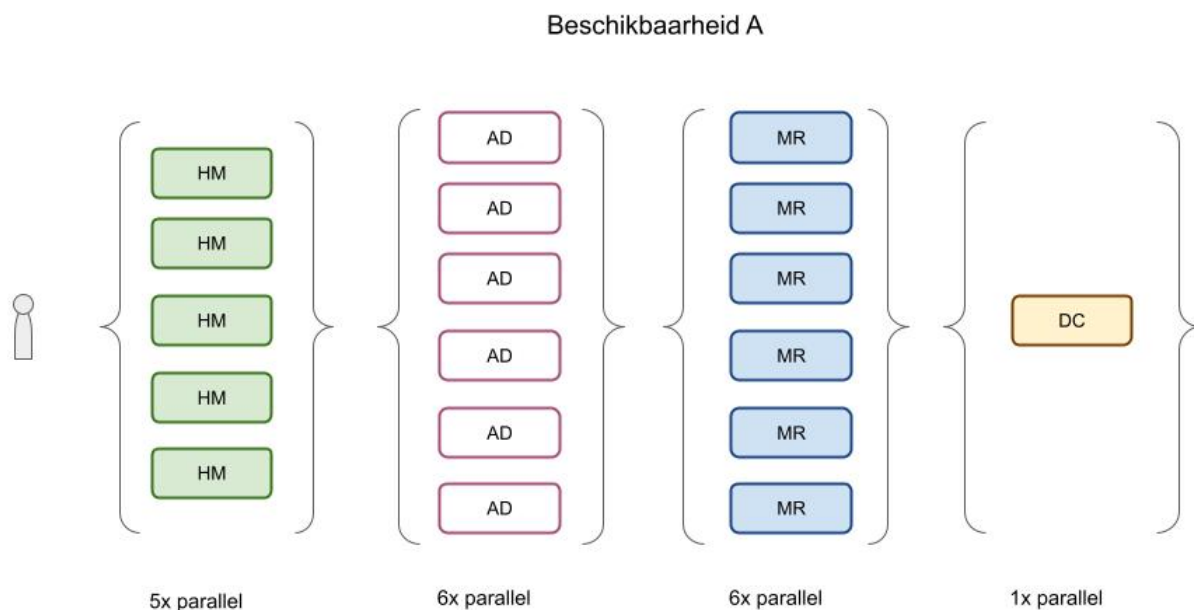 Beschikbaarheid A
HM
HM
HM
HM
HM
5x parallel
AD
AD
AD
AD
AD
AD
6x parallel
MR
MR
MR
MR
MR
MR
6x parallel
DC
1x parallel